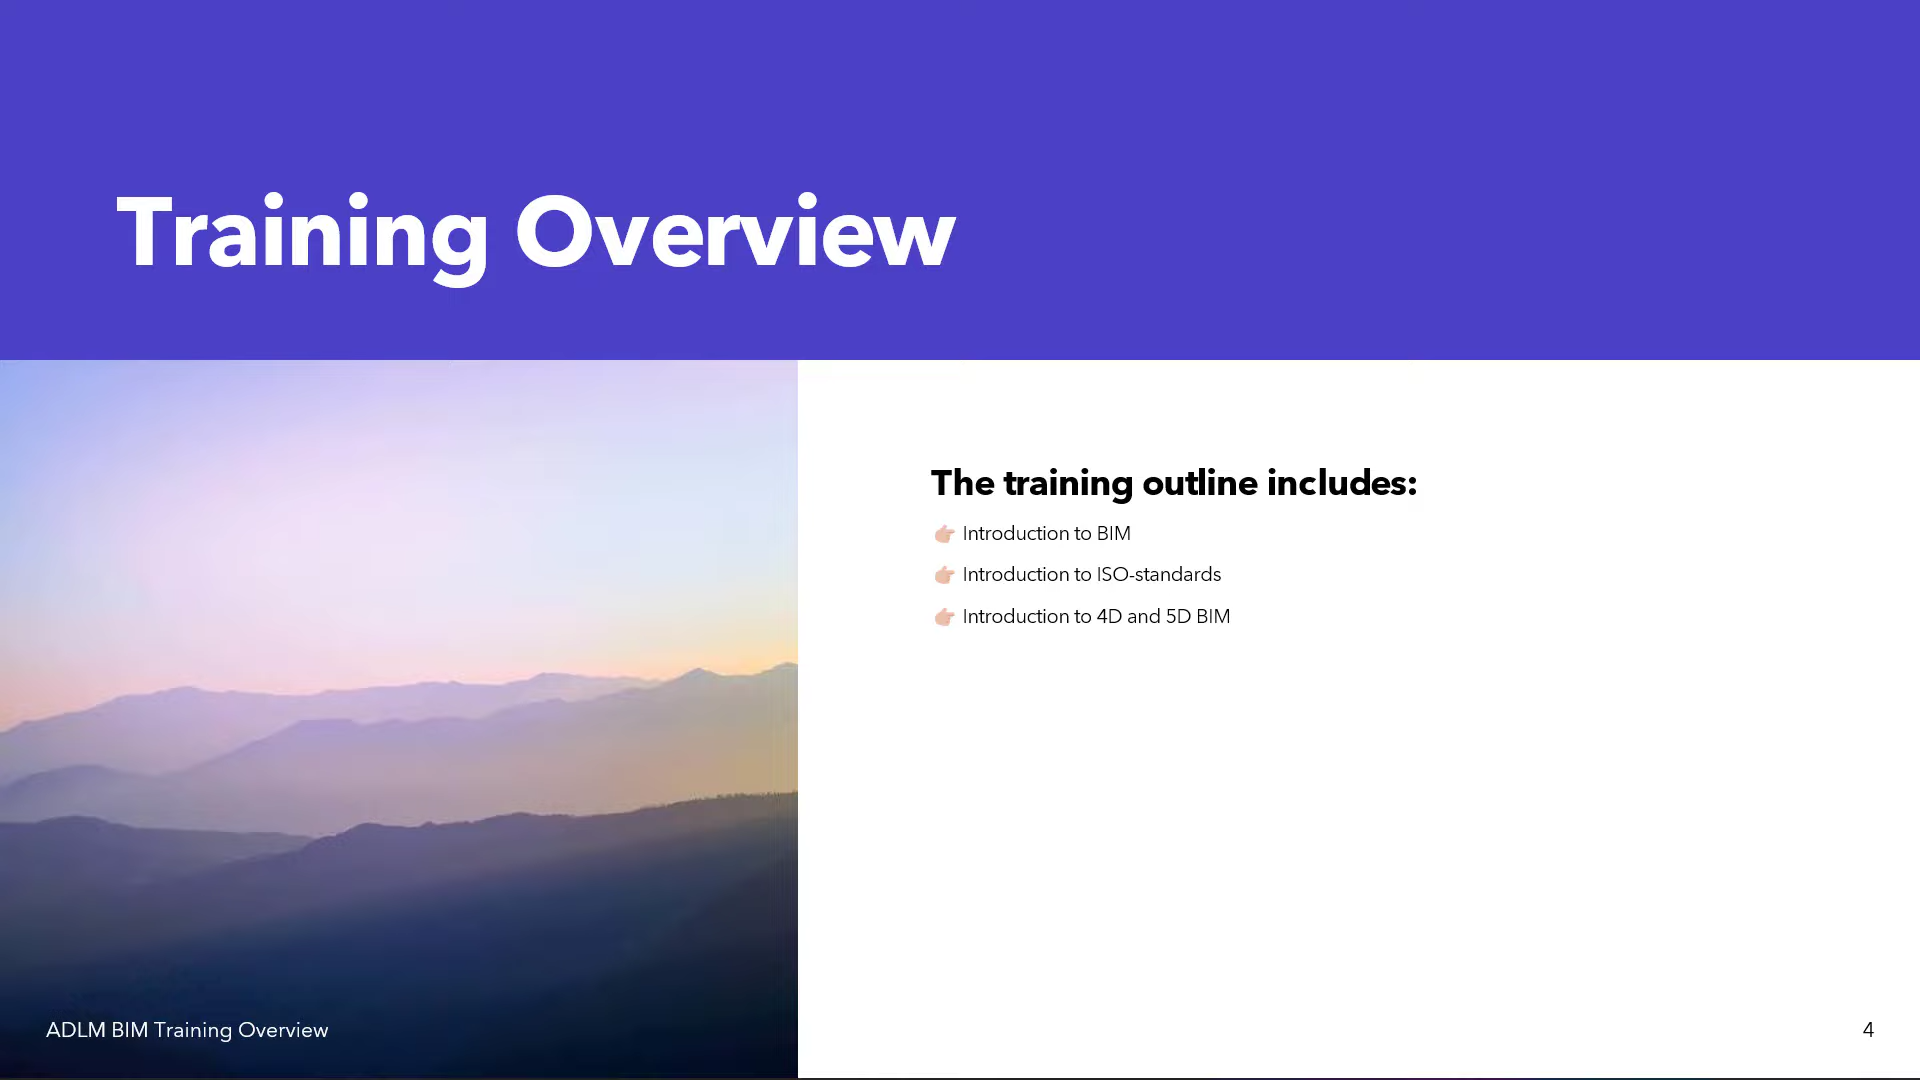 Training Overview
The training outline includes:
👉🏼 Introduction to BIM
👉🏼 Introduction to ISO-standards
👉🏼 Introduction to 4D and 5D BIM
ADLM BIM Training Overview
4